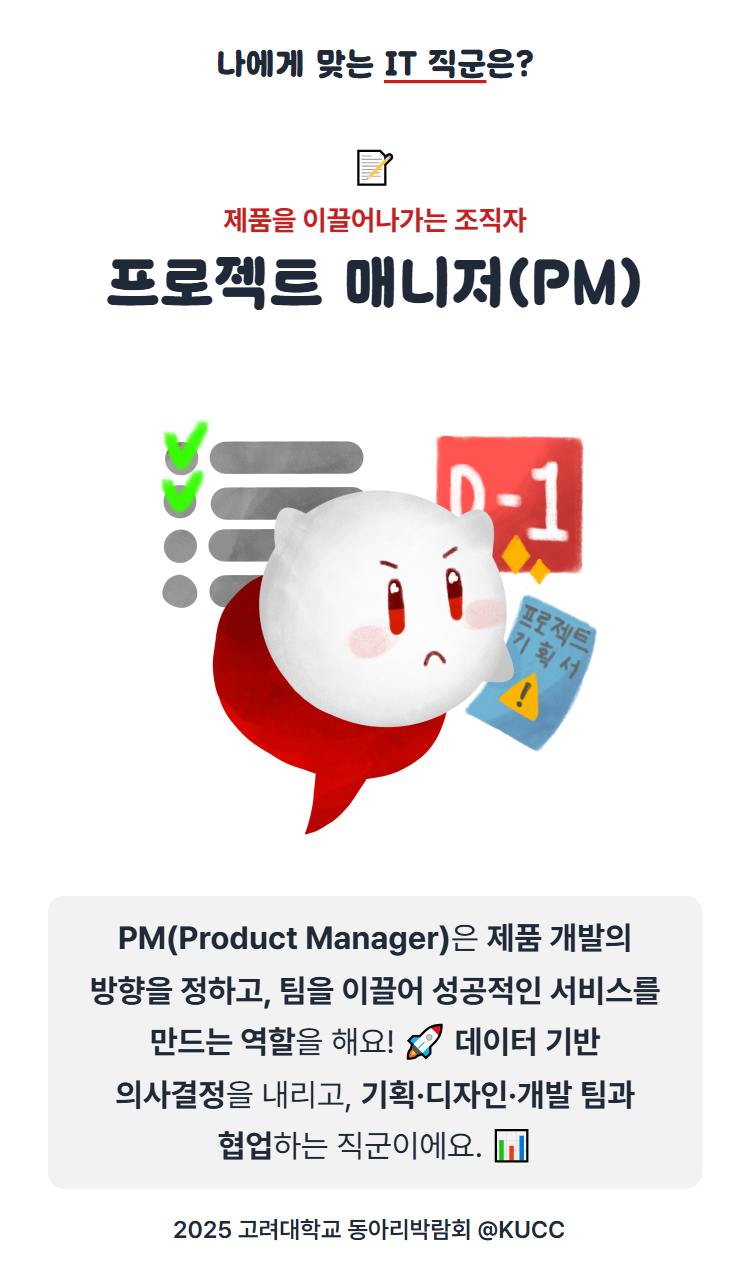 나에게 맞는 IT 직군은?
제품을 이끌어나가는 조직자
프로젝트 매니저(PM)
D-1
프로젝트
기획서
!
PM(Product Manager)은 제품 개발의
방향을 정하고, 팀을 이끌어 성공적인 서비스를
만드는 역할을 해요! 🚀 데이터 기반
의사결정을 내리고, 기획·디자인·개발 팀과
협업하는 직군이에요. 📊
2025 고려대학교 동아리박람회 @KUCC